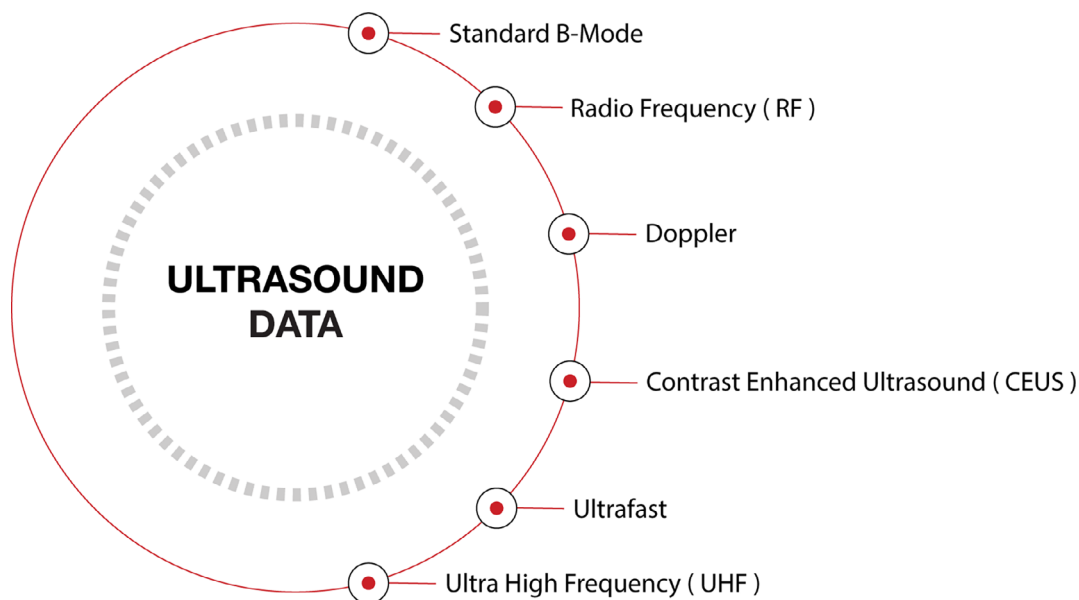 Standard B-Mode
Radio Frequency ( RF )
Doppler
ULTRASOUND
DATA
Contrast Enhanced Ultrasound ( CEUS )
Ultrafast
Ultra High Frequency ( UHF )